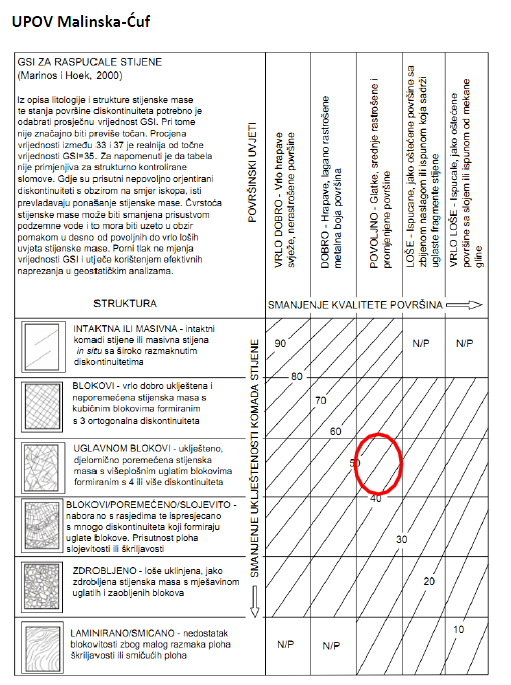 UPOV Malinska-Ćuf
GSI ZA RASPUCALE STIJENE
(Marinos i Hoek, 2000)
Iz opisa litologije i strukture stijenske mase
te stanja površine diskontinuiteta potrebno je
odabrati prosječnu vrijednost GSI. Pri tome
nije značajno biti previše točan. Procjena
vrijednosti između 33 i 37 je realnija od točne
vrijednosti GSI=35. Za napomenuti je da tabela
nije primjenjiva za strukturno kontrolirane
slomove. Gdje su prisutni nepovoljno orjentirani
diskontinuiteti s obzirom na smjer iskopa, isti
prevladavaju ponašanje stijenske mase. Čvrstoća
stijenske mase može biti smanjena prisustvom
podzemne vode i to mora biti uzeto u obzir
pomakom u desno od povoljnih do vrlo loših
uvjeta stijenske mase. Porni tlak ne mjenja
vrijednosti GSI i utječe korištenjem efektivnih
naprezanja u geostatičkim analizama.
POVRŠINSKI UVJETI
VRLO DOBRO - Vrlo hrapave
svježe, nerastrošene površine
DOBRO - Hrapave, lagano rastrošene
metalna boja površina
POVOLJNO - Glatke, srednje rastrošene i
promjenjene površine
LOŠE - Ispucane, jako oštećene površine sa
zbijenom naslagom ili ispunom koja sadrži
uglaste fragmente stijene
VRLO LOŠE - Ispucale, jako oštećene
površine sa slojem ili ispunom od mekane
gline
STRUKTURA
SMANJENJE KVALITETE POVRŠINA
SMANJENJE UKLJEŠTENOSTI KOMADA STIJENE
INTAKTNA ILI MASIVNA - intaktni
komadi stijene ili masivna stijena
in situ sa široko razmaknutim
diskontinuitetima
90
N/P
N/P
80
BLOKOVI - vrlo dobro uklještena i
neporemećena stijenska masa s
kubičnim blokovima formiranim
s 3 ortogonalna diskontinuiteta
70
60
UGLAVNOM BLOKOVI - uklješteno,
djelomično poremećena stijenska
masa s višeplošnim uglatim blokovima
formiranim s 4 ili više diskontinuiteta
50
40
BLOKOVI/POREMEĆENO/SLOJEVITO -
naborano s rasjedima te ispresjecano
s mnogo diskontinuiteta koji formiraju
uglate blokove. Prisutnost ploha
slojevitosti ili škriljavosti
30
ZDROBLJENO - loše uklinjena, jako
zdrobljena stijenska masa s mješavinom
uglatih i zaobljenih blokova
20
LAMINIRANO/SMICANO - nedostatak
blokovitosti zbog malog razmaka ploha
škriljavosti ili smičućih ploha
N/P
N/P
10